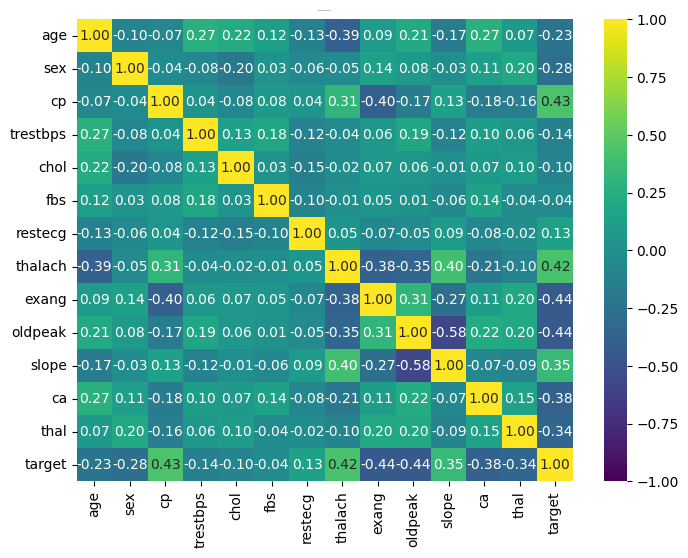 age 1.00 -0.10 -0.07 0.27 0.22 0.12 -0.13 -0.39 0.09 0.21 -0.17 0.27 0.07 -0.23
sex -0.10 1.00 -0.04 -0.08 -0.20 0.03 -0.06 -0.05 0.14 0.08 -0.03 0.11 0.20 -0.28
cp -0.07 -0.04 1.00 0.04 -0.08 0.08 0.04 0.31 -0.40 -0.17 0.13 -0.18 -0.16 0.43
trestbps 0.27 -0.08 0.04 1.00 0.13 0.18 -0.12 -0.04 0.06 0.19 -0.12 0.10 0.06 -0.14
chol 0.22 -0.20 -0.08 0.13 1.00 0.03 -0.15 -0.02 0.07 0.06 -0.01 0.07 0.10 -0.10
fbs 0.12 0.03 0.08 0.18 0.03 1.00 -0.10 -0.01 0.05 0.01 -0.06 0.14 -0.04 -0.04
restecg -0.13 -0.06 0.04 -0.12 -0.15 -0.10 1.00 0.05 -0.07 -0.05 0.09 -0.08 -0.02 0.13
thalach -0.39 -0.05 0.31 -0.04 -0.02 -0.01 0.05 1.00 -0.38 -0.35 0.40 -0.21 -0.10 0.42
exang 0.09 0.14 -0.40 0.06 0.07 0.05 -0.07 -0.38 1.00 0.31 -0.27 0.11 0.20 -0.44
oldpeak 0.21 0.08 -0.17 0.19 0.06 0.01 -0.05 -0.35 0.31 1.00 -0.58 0.22 0.20 -0.44
slope -0.17 -0.03 0.13 -0.12 -0.01 -0.06 0.09 0.40 -0.27 -0.58 1.00 -0.07 -0.09 0.35
ca 0.27 0.11 -0.18 0.10 0.07 0.14 -0.08 -0.21 0.11 0.22 -0.07 1.00 0.15 -0.38
thal 0.07 0.20 -0.16 0.06 0.10 -0.04 -0.02 -0.10 0.20 0.20 -0.09 0.15 1.00 -0.34
target -0.23 -0.28 0.43 -0.14 -0.10 -0.04 0.13 0.42 -0.44 -0.44 0.35 -0.38 -0.34 1.00
age sex cp trestbps chol fbs restecg thalach exang oldpeak slope ca thal target
1.00
0.75
0.50
0.25
0.00
-0.25
-0.50
-0.75
-1.00